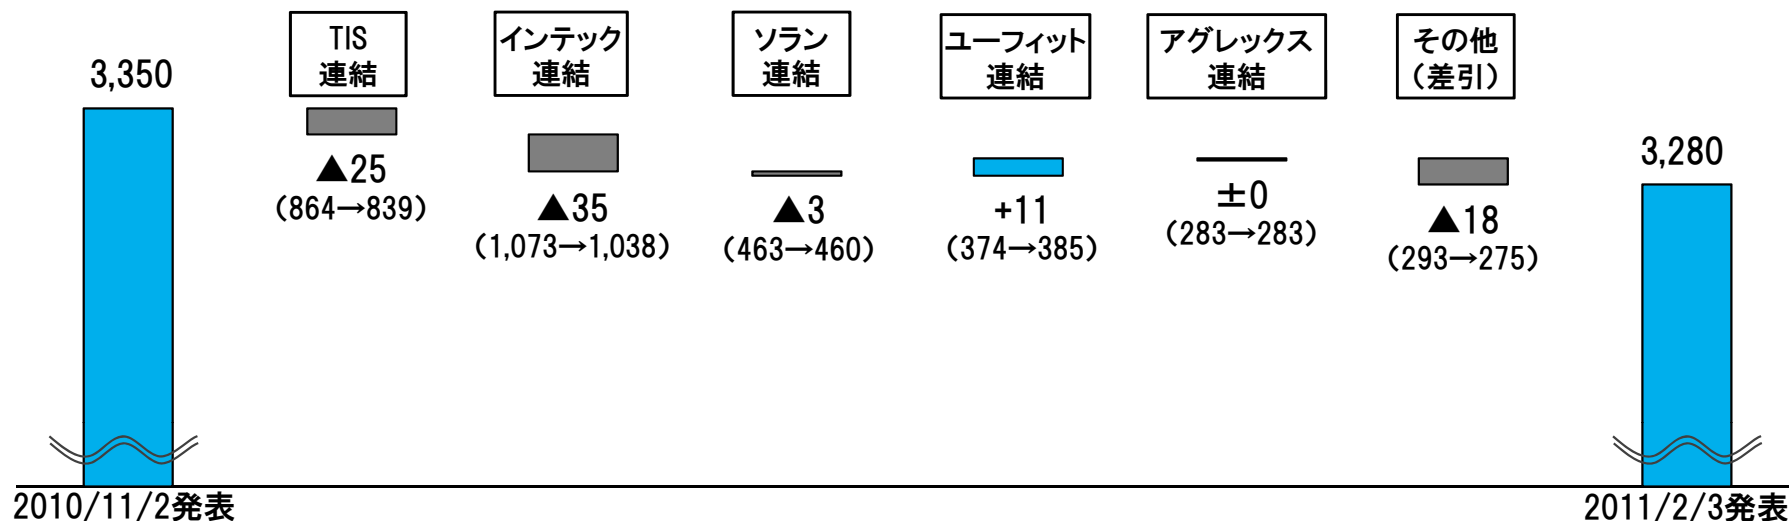 3,350
2010/11/2発表
TIS
連結
▲25
(864→839)
インテック
連結
▲35
(1,073→1,038)
ソラン
連結
▲3
(463→460)
ユーフィット
連結
+11
(374→385)
アグレックス
連結
±0
(283→283)
その他
(差引)
▲18
(293→275)
3,280
2011/2/3発表